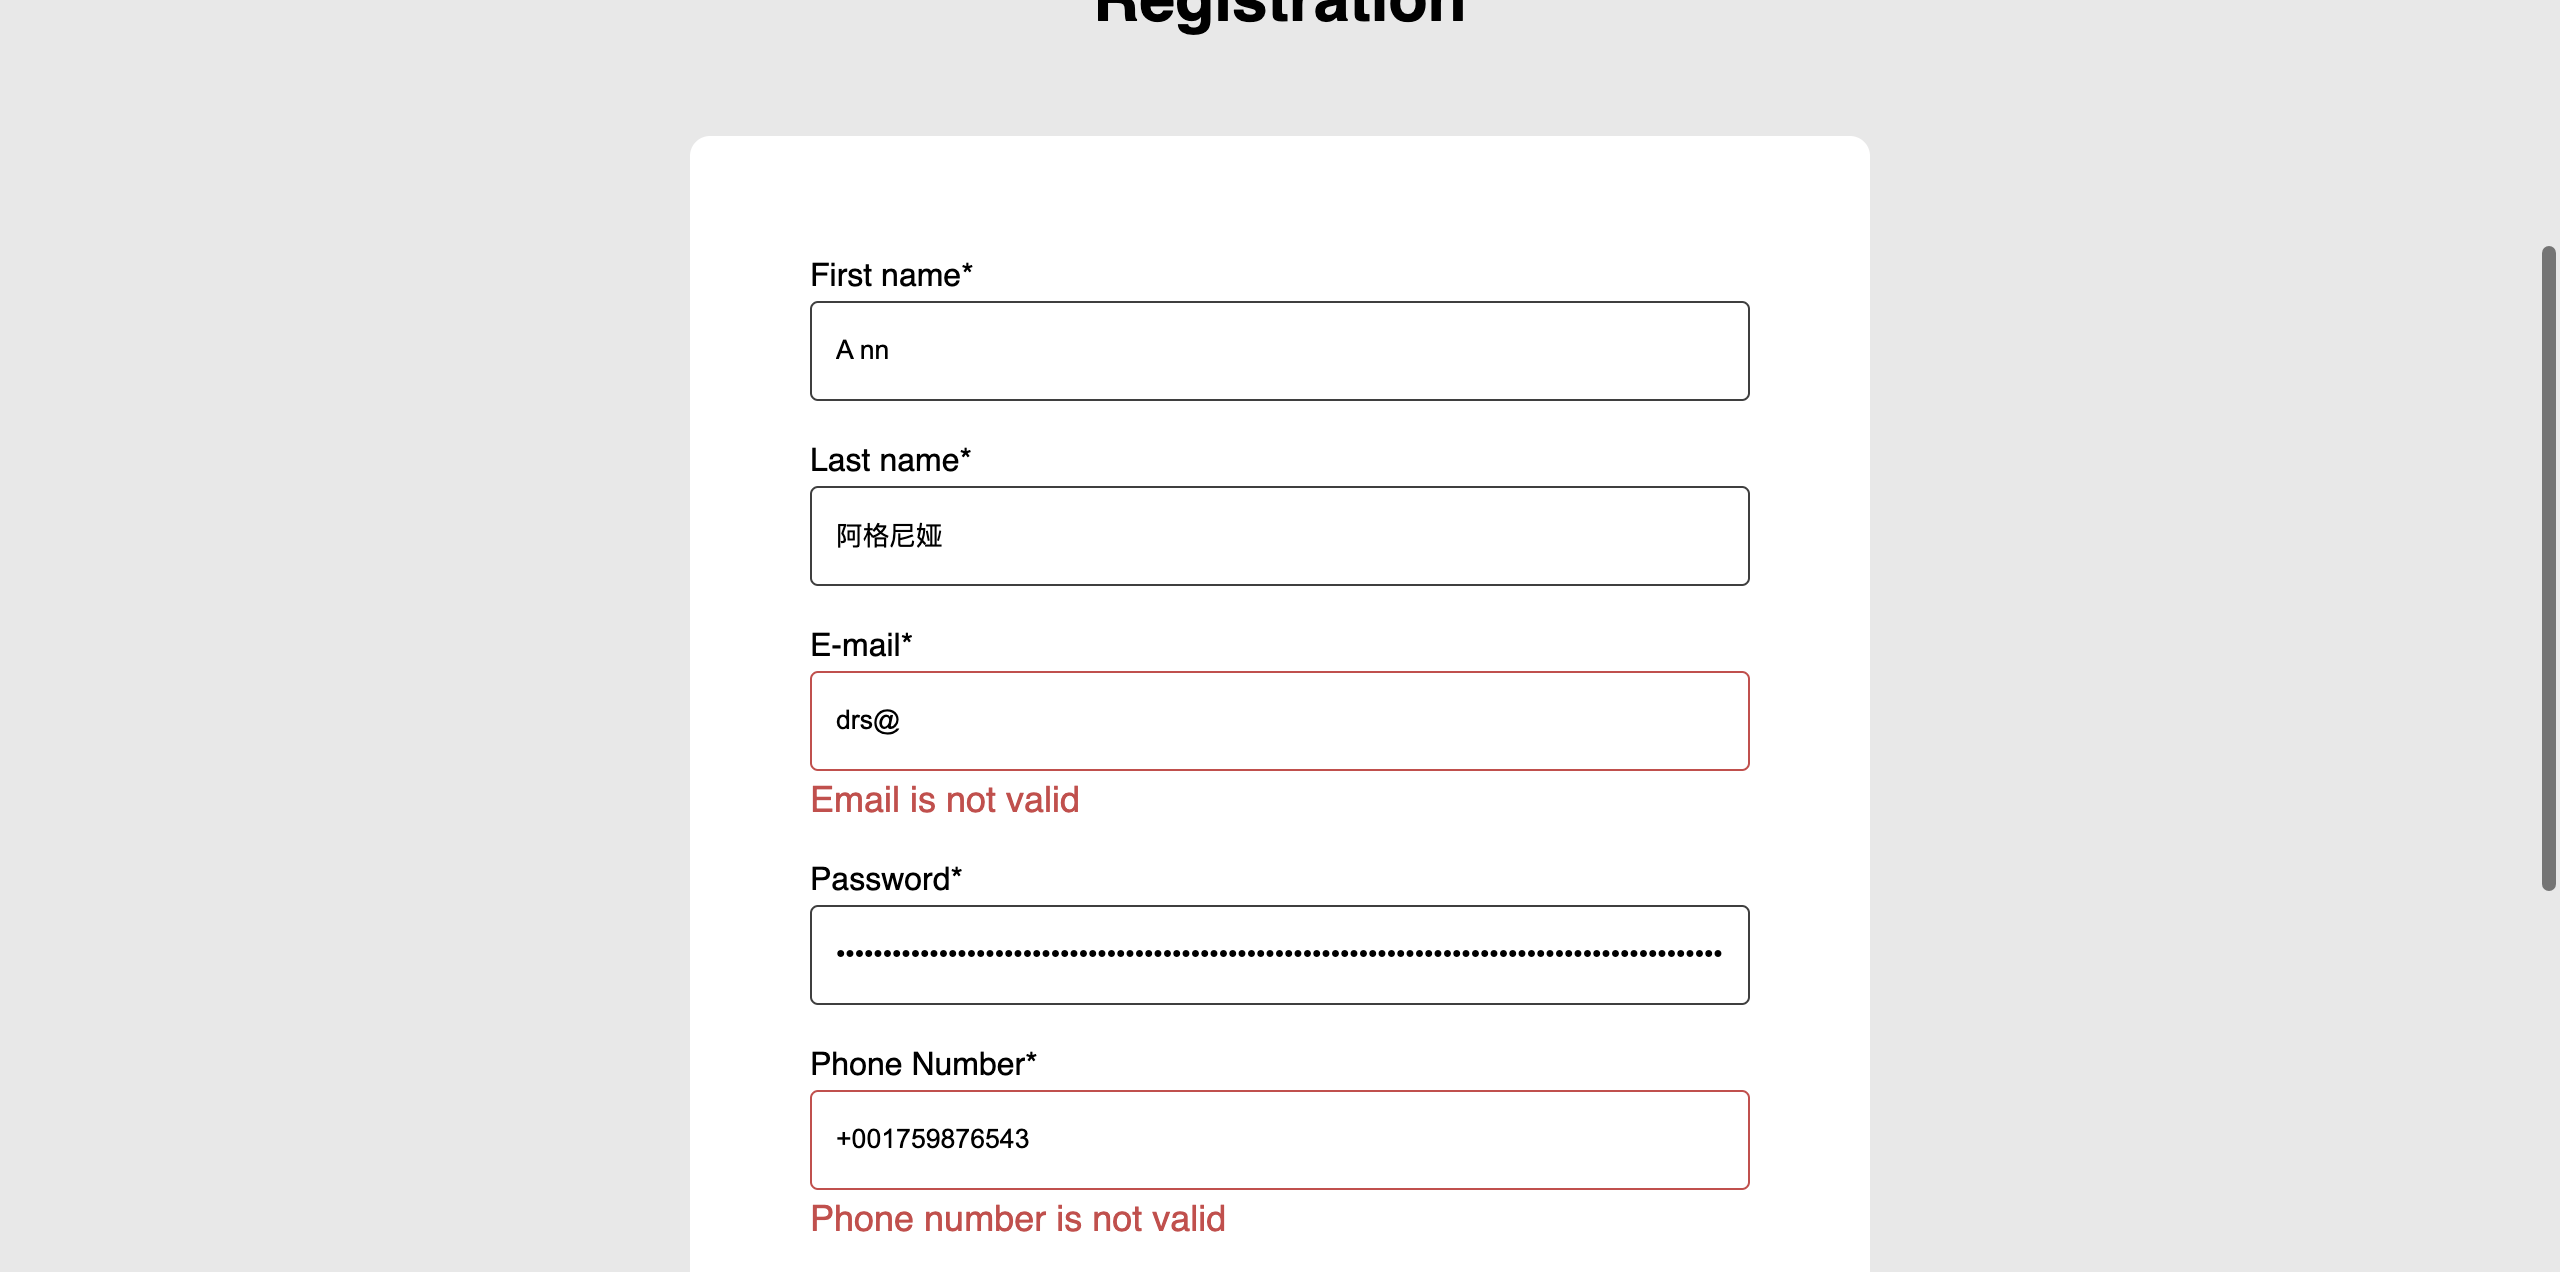 Registration
First name*
A nn
Last name*
阿格尼娅
E-mail*
drs@
Email is not valid
Password*
Phone Number*
+001759876543
Phone number is not valid